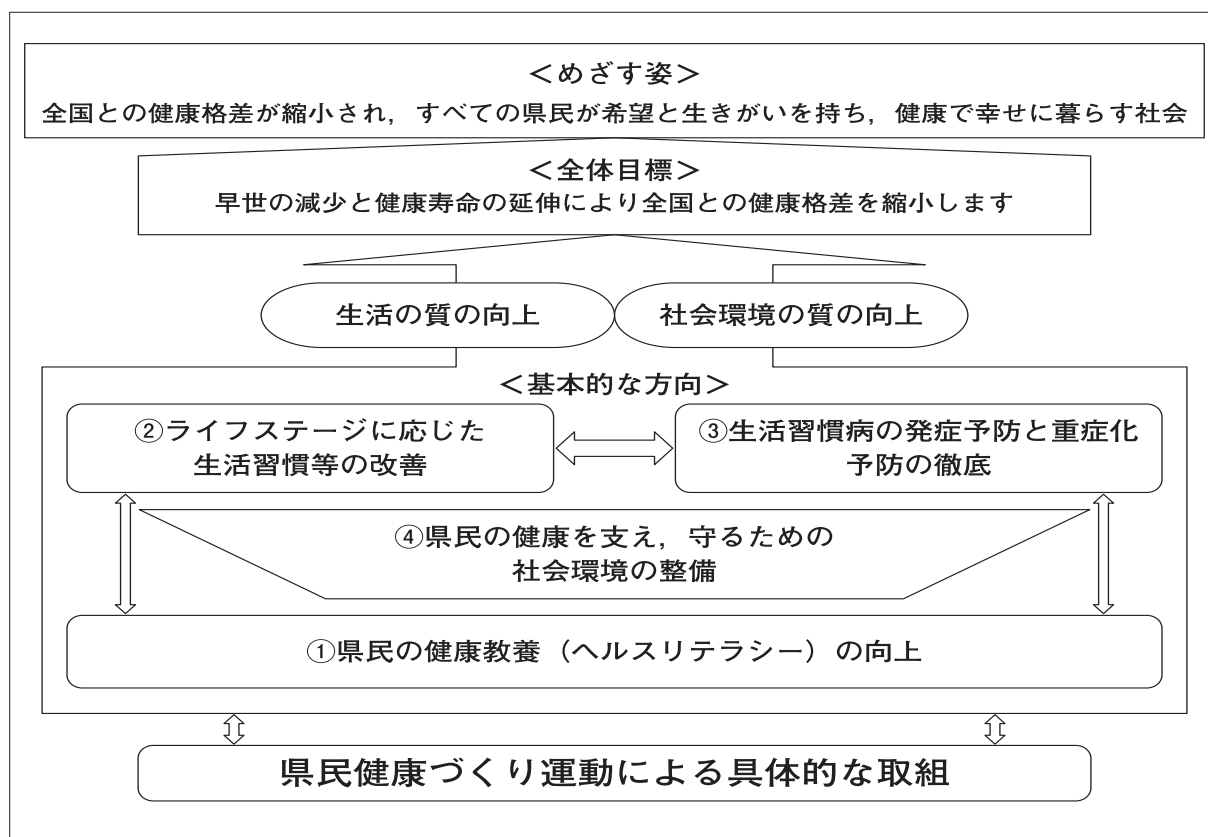 ＜めざす姿＞
全国との健康格差が縮小され，すべての県民が希望と生きがいを持ち，健康で幸せに暮らす社会
＜全体目標＞
早世の減少と健康寿命の延伸により全国との健康格差を縮小します
生活の質の向上
社会環境の質の向上
＜基本的な方向＞
②ライフステージに応じた
生活習慣等の改善
③生活習慣病の発症予防と重症化
予防の徹底
④県民の健康を支え，守るための
社会環境の整備
①県民の健康教養（ヘルスリテラシー）の向上
県民健康づくり運動による具体的な取組